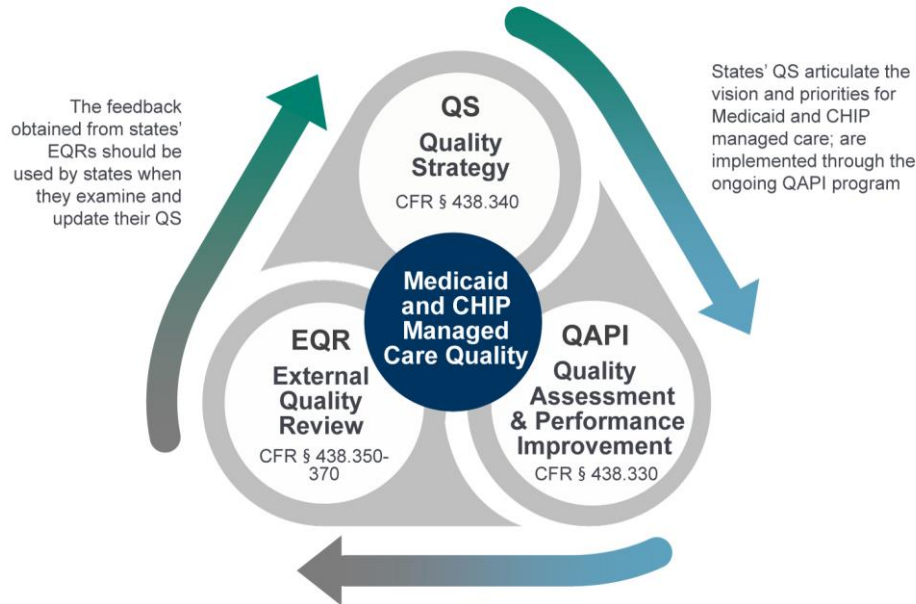 The feedback
obtained from states'
EQRs should be
used by states when
they examine and
update their QS
QS
Quality
Strategy
CFR § 438.340
States' QS articulate the
vision and priorities for
Medicaid and CHIP
managed care; are
implemented through the
ongoing QAPI program
Medicaid
and CHIP
Managed
Care Quality
EQR
External
Quality
Review
CFR § 438.350-
370
QAPI
Quality
Assessment
& Performance
Improvement
CFR § 438.330